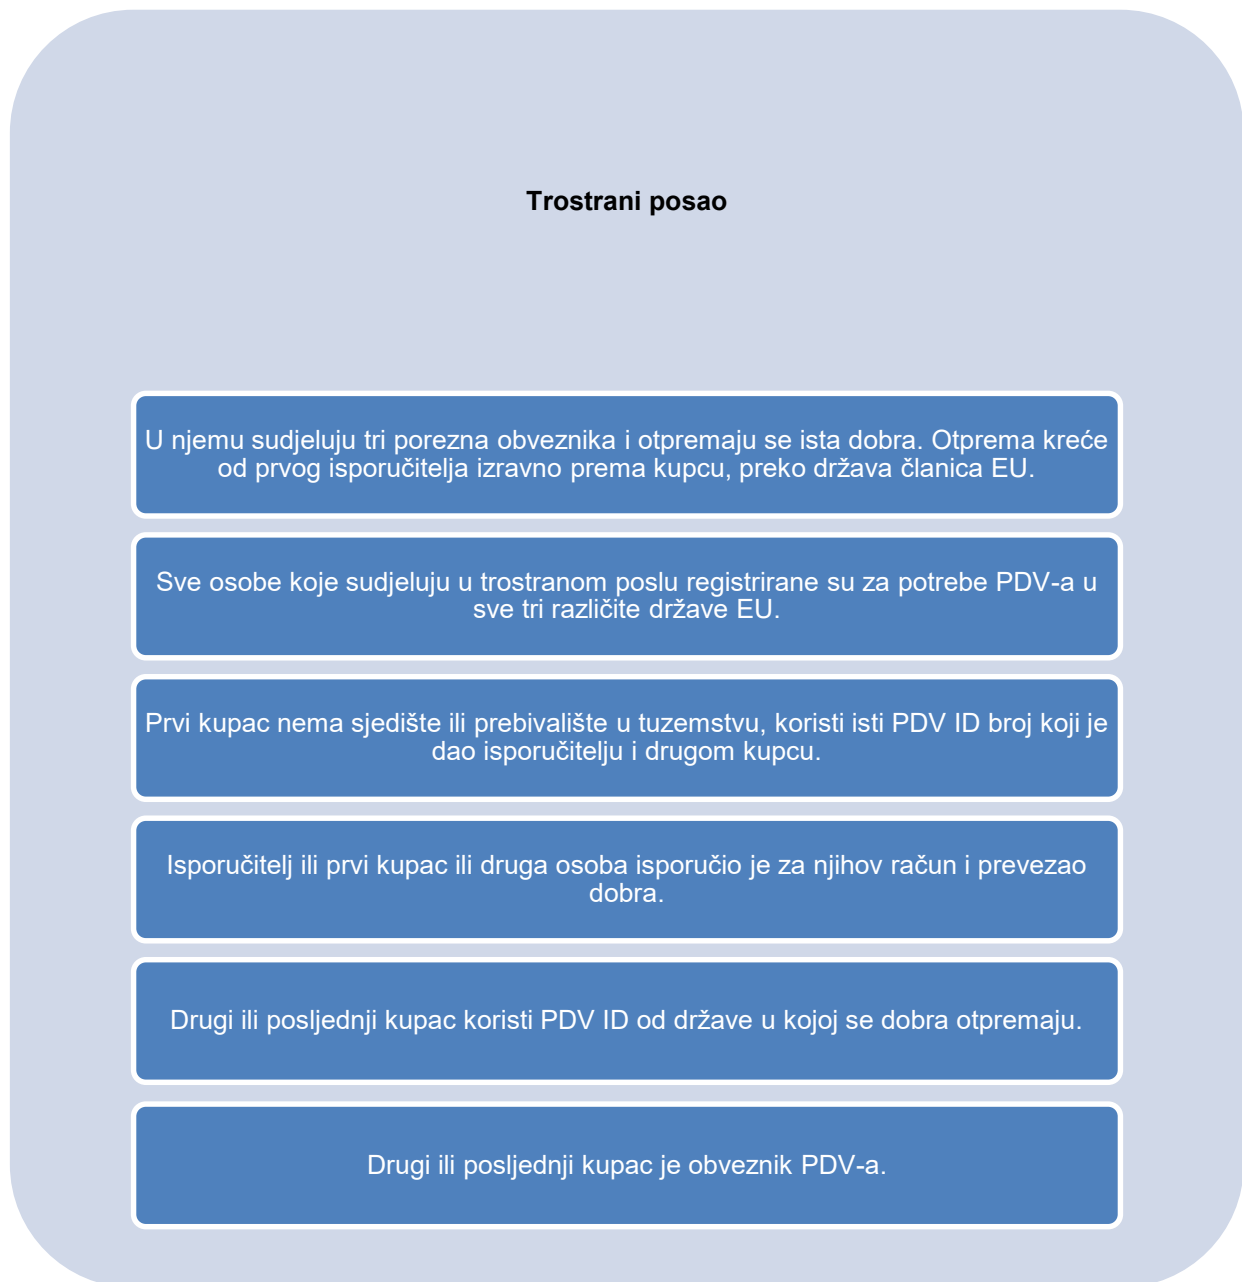 Trostrani posao
U njemu sudjeluju tri porezna obveznika i otpremaju se ista dobra. Otprema kreće
od prvog isporučitelja izravno prema kupcu, preko država članica EU.
Sve osobe koje sudjeluju u trostranom poslu registrirane su za potrebe PDV-a u
sve tri različite države EU.
Prvi kupac nema sjedište ili prebivalište u tuzemstvu, koristi isti PDV ID broj koji je
dao isporučitelju i drugom kupcu.
Isporučitelj ili prvi kupac ili druga osoba isporučio je za njihov račun i prevezao
dobra.
Drugi ili posljednji kupac koristi PDV ID od države u kojoj se dobra otpremaju.
Drugi ili posljednji kupac je obveznik PDV-a.